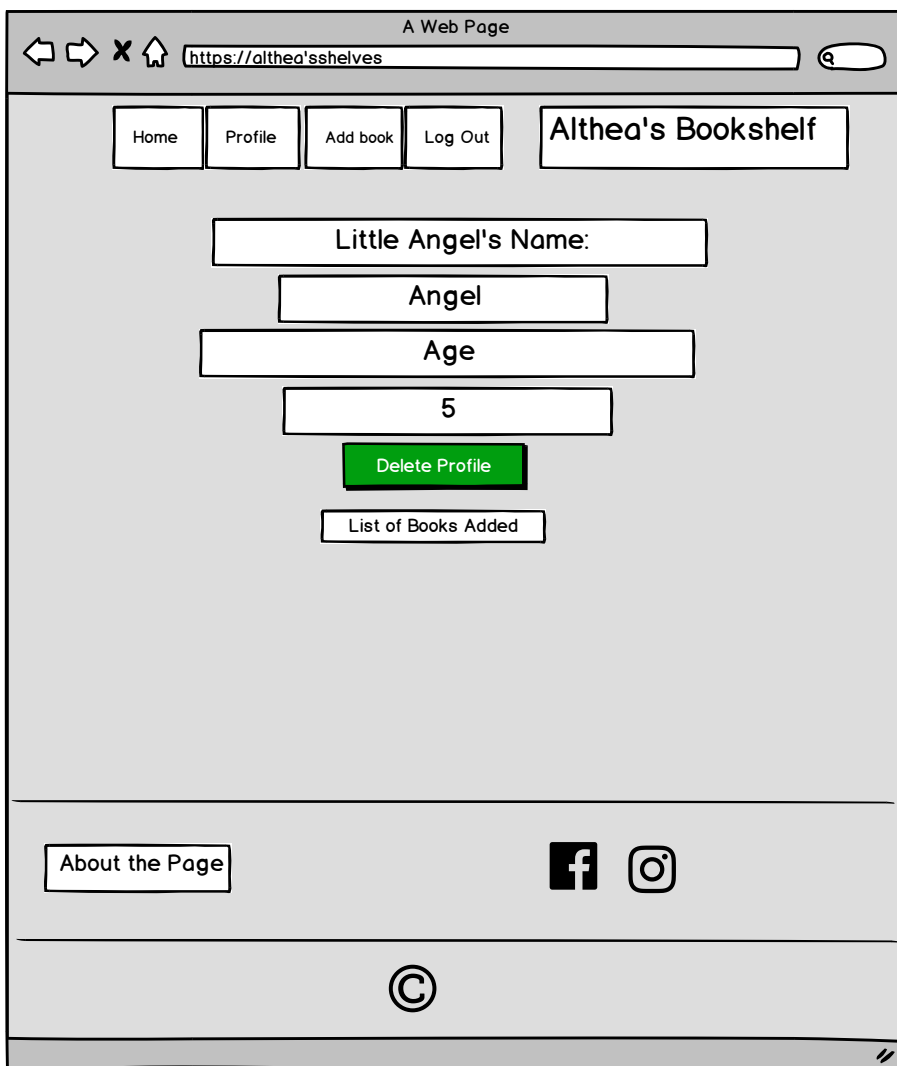 A Web Page
https://althea'sshelves
Home Profile Add book Log Out Althea's Bookshelf
Little Angel's Name:
Angel
Age
5
Delete Profile
List of Books Added
About the Page
©